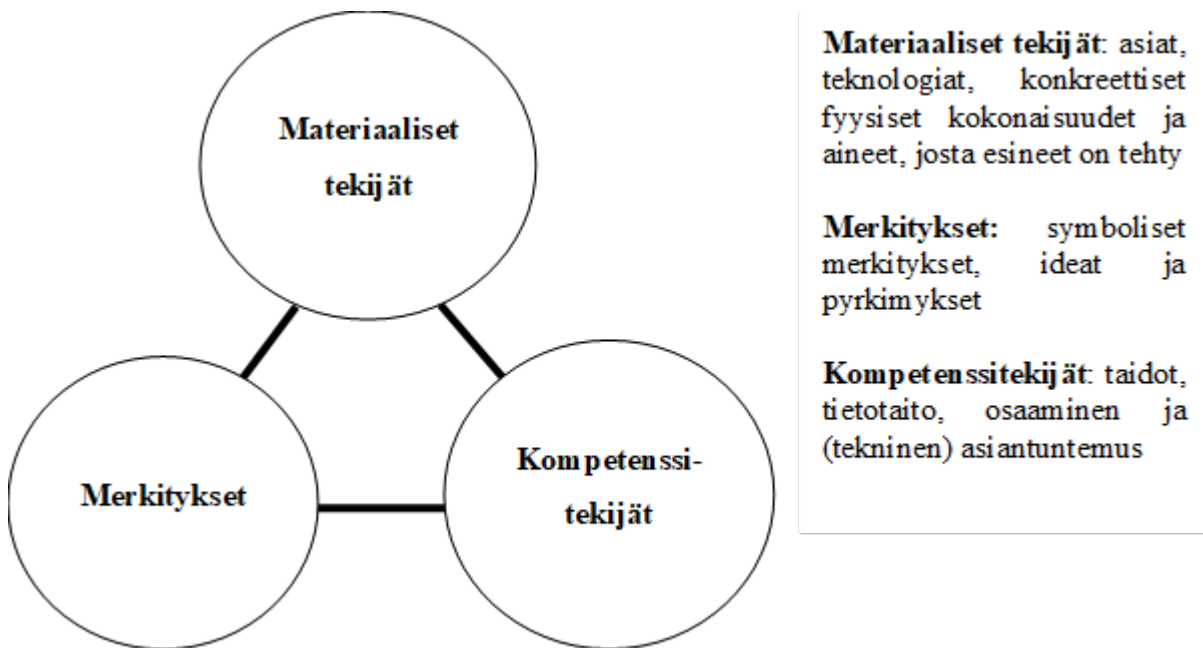 Materiaaliset
tekijät
Merkitykset
Kompetenssi-
tekijät
Materiaaliset tekijät: asiat,
teknologiat, konkreettiset
fyysiset kokonaisuudet ja
aineet, josta esineet on tehty
Merkitykset: symboliset
merkitykset, ideat ja
pyrkimykset
Kompetenssitekijät: taidot,
tietotaito, osaaminen ja
(tekninen) asiantuntemus